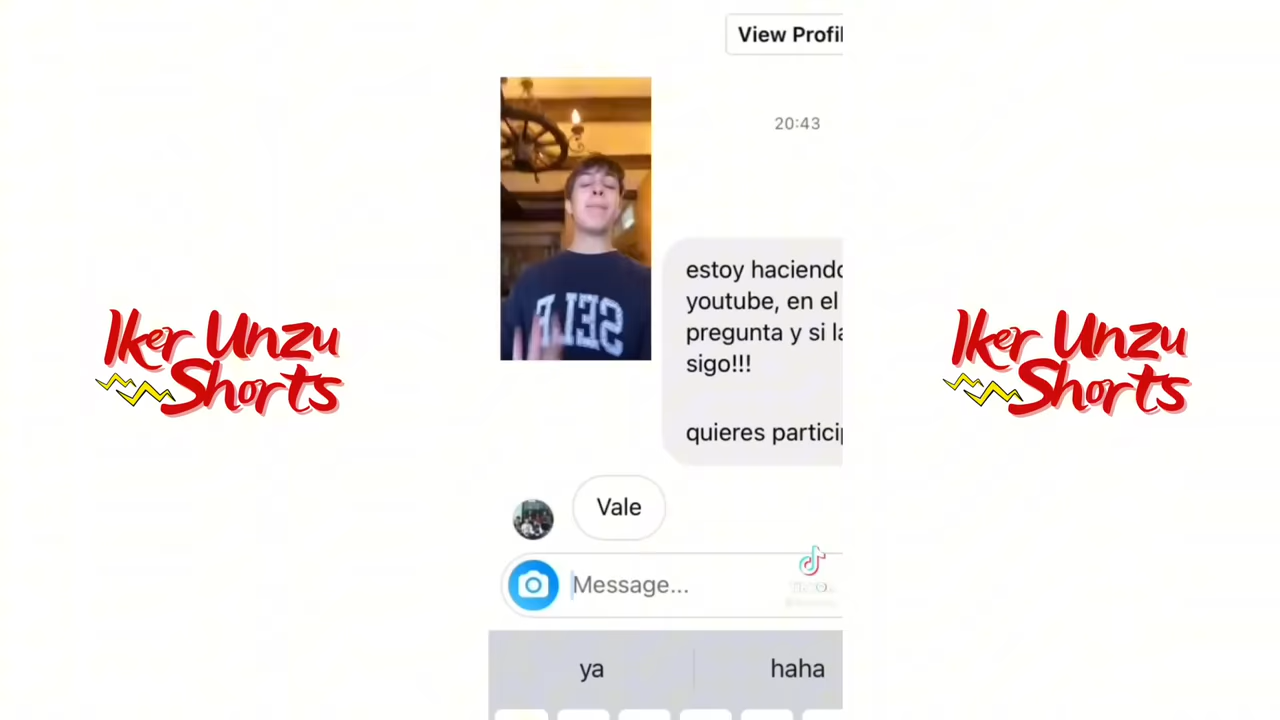 View Profil
20:43
estoy haciendo
youtube, en el
pregunta y si la
sigo!!!
quieres particip
Vale
Message...
ya
haha
Iker Unzu
Shorts
Iker Unzu
Shorts